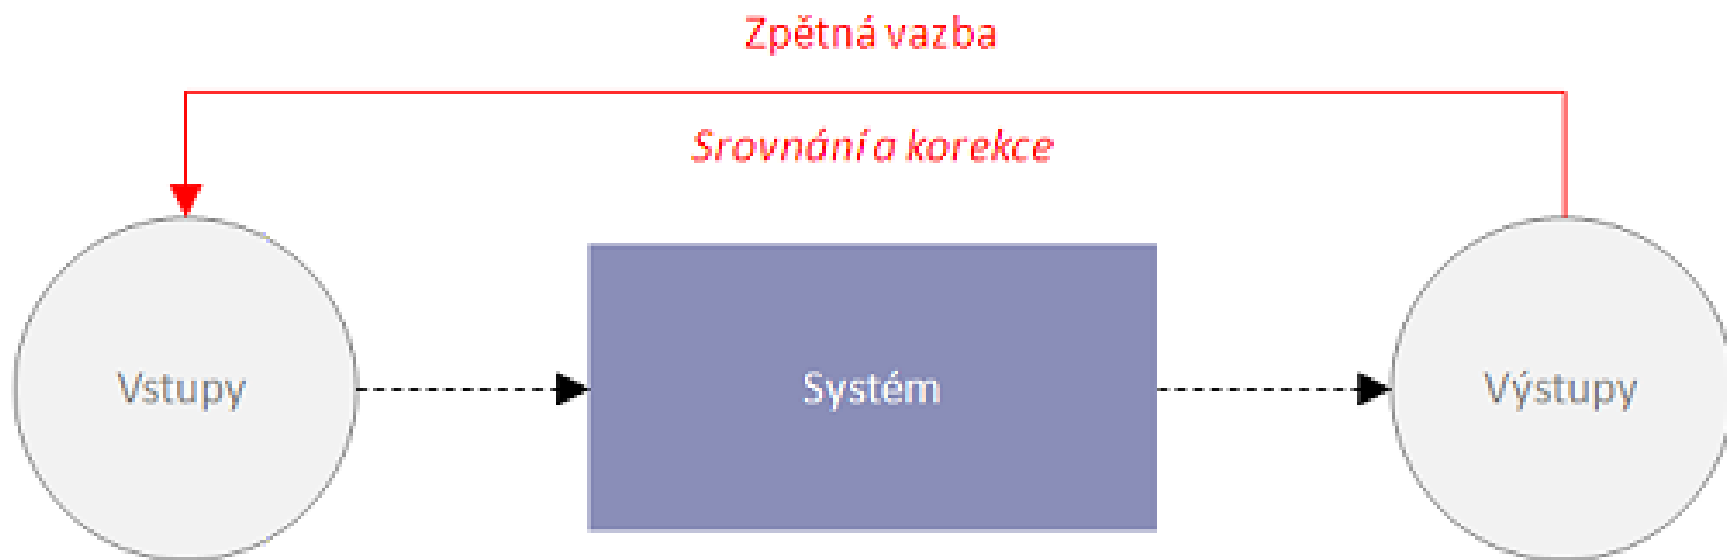 Zpětná vazba
Srovnání a korekce
Vstupy
Systém
Výstupy